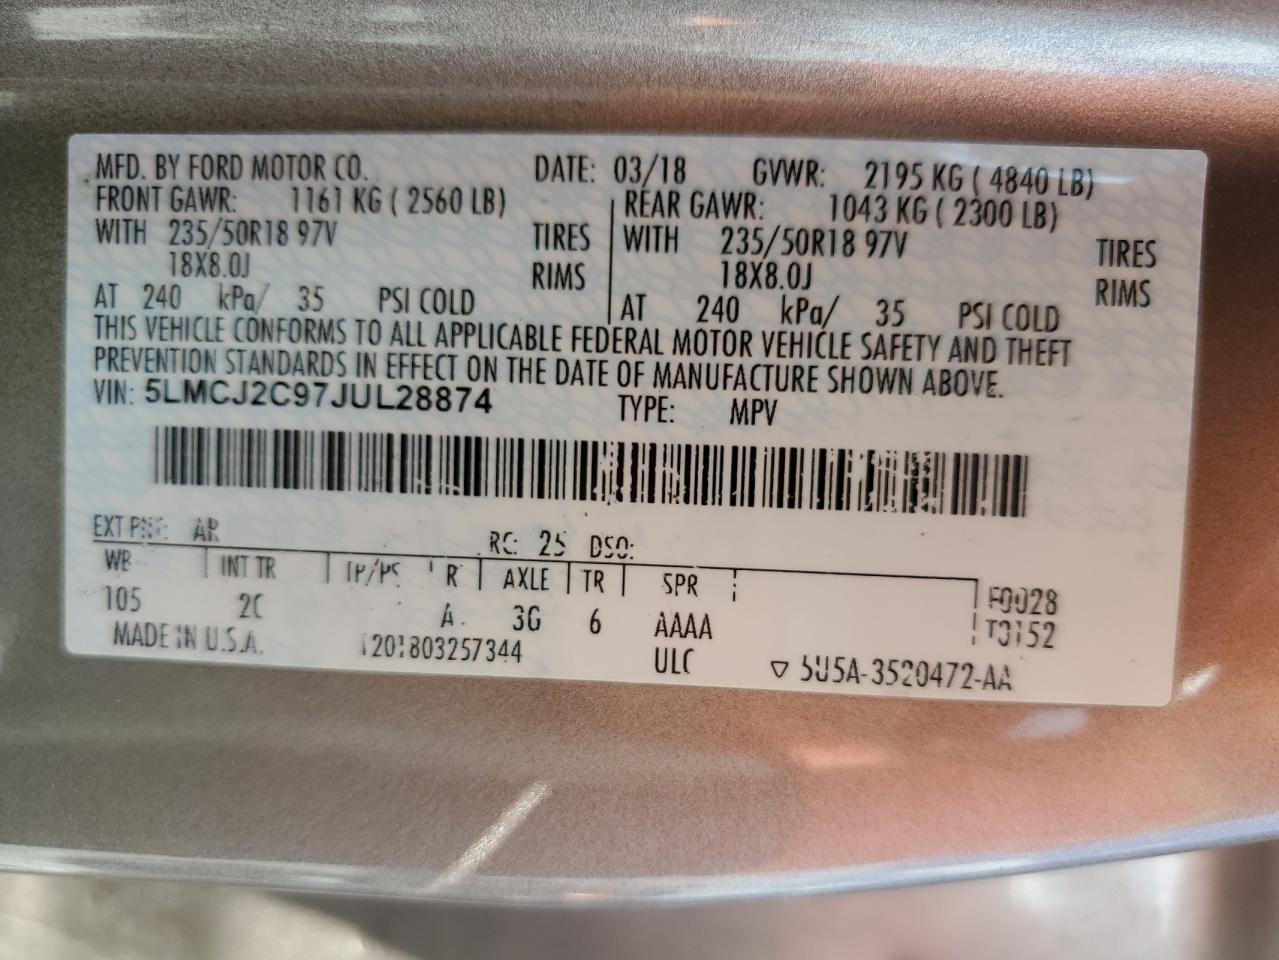 MFD. BY FORD MOTOR CO. DATE: 03/18 GVWR: 2195 KG ( 4840 LB)
FRONT GAWR: 1161 KG ( 2560 LB) REAR GAWR: 1043 KG ( 2300 LB)
WITH 235/50R18 97V TIRES WITH 235/50R18 97V TIRES
18X8.0J RIMS 18X8.0J RIMS
AT 240 kPa/ 35 PSI COLD AT 240 kPa/ 35 PSI COLD
THIS VEHICLE CONFORMS TO ALL APPLICABLE FEDERAL MOTOR VEHICLE SAFETY AND THEFT
PREVENTION STANDARDS IN EFFECT ON THE DATE OF MANUFACTURE SHOWN ABOVE.
VIN: 5LMCJ2C97JUL28874 TYPE: MPV
EXT PNT: AR RC: 25 DSO:
WB INT TR TP/PS R AXLE TR SPR F0028
105 2C A 3G 6 AAAA T0152
MADE IN U.S.A. 201803257344 ULC ▽ 5U5A-3520472-AA